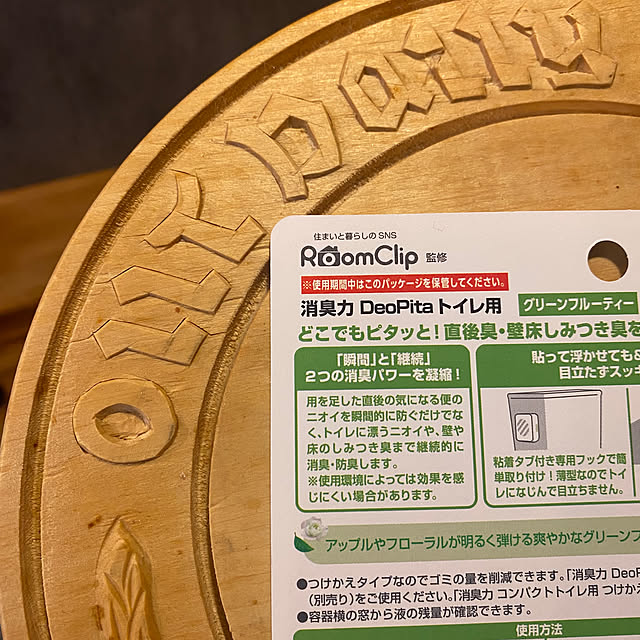 our Daily
住まいと暮らしの SNS
RoomClip 監修
※使用期間中はこのパッケージを保管してください。
消臭力 DeoPitaトイレ用 グリーンフルーティー
どこでもピタッと！直後臭・壁床しみつき臭を
「瞬間」と「継続」
2つの消臭パワーを凝縮！
用を足した直後の気になる便の
ニオイを瞬間的に防ぐだけでな
く、トイレに漂うニオイや、壁や
床のしみつき臭まで継続的に
消臭・防臭します。
※使用環境によっては効果を感
じにくい場合があります。
貼って浮かせても
目立たずスッキ
粘着タブ付き専用フックで簡
単取り付け！薄型なのでトイ
レになじんで目立ちません。
アップルやフローラルが明るく弾ける爽やかなグリーンフ
●つけかえタイプなのでゴミの量を削減できます。「消臭力 DeoP
（別売り）をご使用ください。「消臭力 コンパクトトイレ用 つけかえ
●容器横の窓から液の残量が確認できます。
使用方法